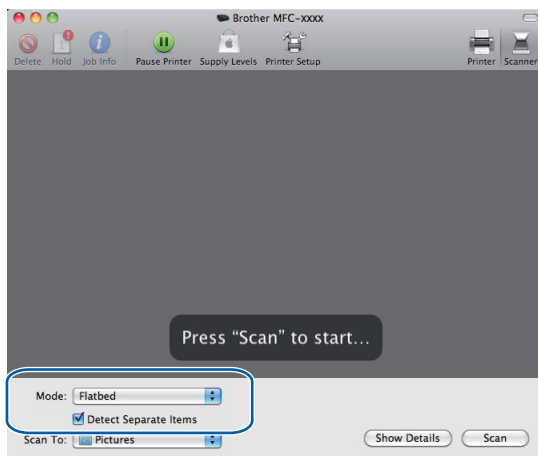 Brother MFC-xxxx
Delete Hold Job Info Pause Printer Supply Levels Printer Setup Printer Scanner
Press “Scan” to start...
Mode: Flatbed
Detect Separate Items
Scan To: Pictures Show Details Scan